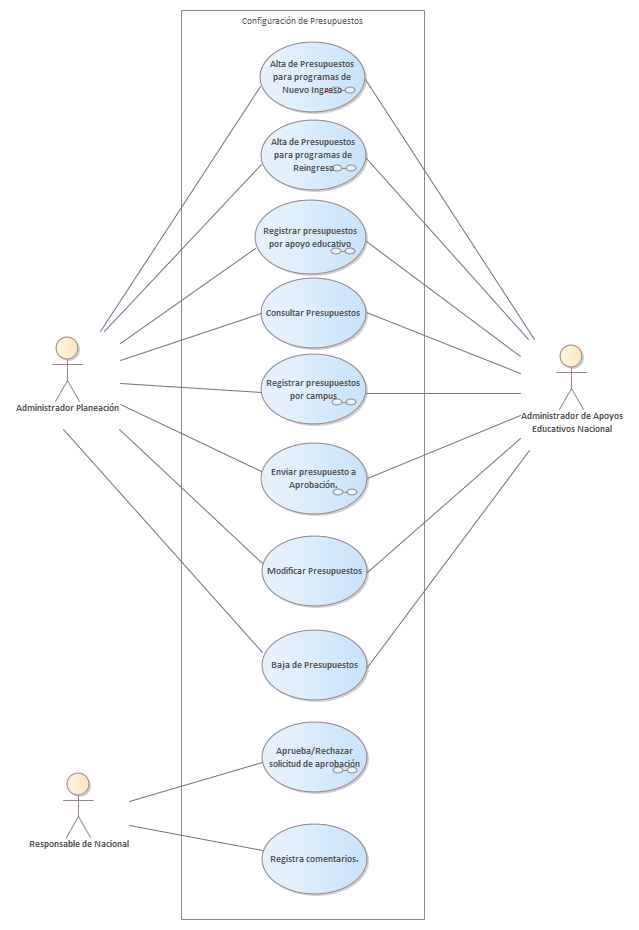 Configuración de Presupuestos
Alta de Presupuestos
para programas de
Nuevo Ingreso
Alta de Presupuestos
para programas de
Reingreso
Registrar presupuestos
por apoyo educativo
Consultar Presupuestos
Registrar presupuestos
por campus
Administrador Planeación
Administrador de Apoyos
Educativos Nacional
Enviar presupuesto a
Aprobación.
Modificar Presupuestos
Baja de Presupuestos
Aprueba/Rechazar
solicitud de aprobación
Responsable de Nacional
Registra comentarios.